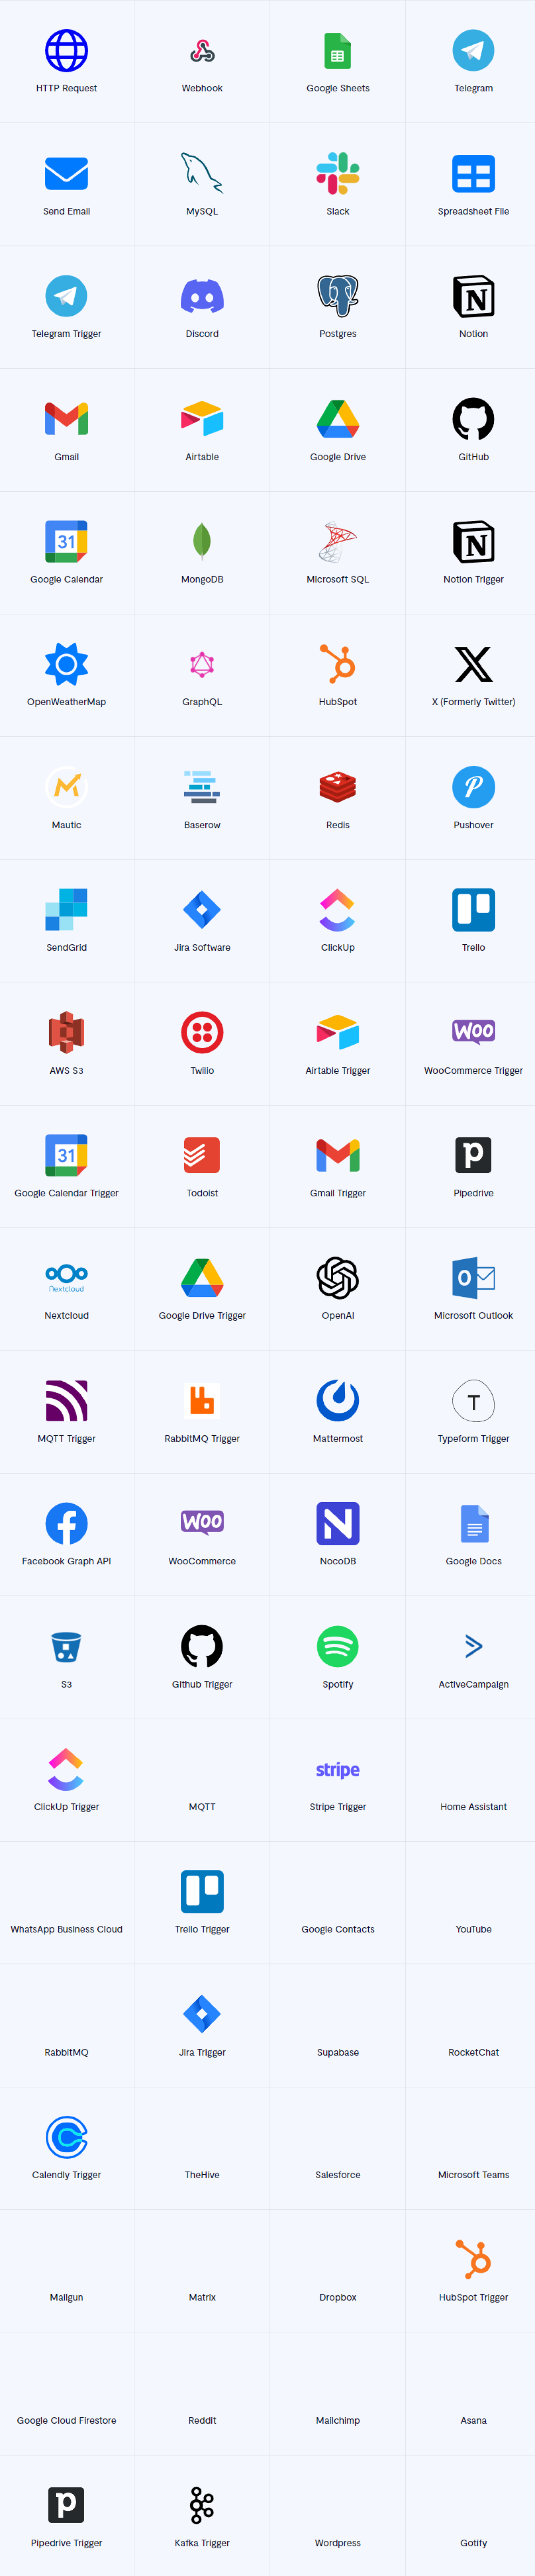 HTTP Request
Webhook
Google Sheets
Telegram
Send Email
MySQL
Slack
Spreadsheet File
Telegram Trigger
Discord
Postgres
Notion
Gmail
Airtable
Google Drive
GitHub
31
Google Calendar
MongoDB
Microsoft SQL
Notion Trigger
OpenWeatherMap
GraphQL
HubSpot
X (Formerly Twitter)
Mautic
Baserow
Redis
Pushover
SendGrid
Jira Software
ClickUp
Trello
WOO
AWS S3
Twilio
Airtable Trigger
WooCommerce Trigger
31
Google Calendar Trigger
Todoist
Gmail Trigger
Pipedrive
Nextcloud
Nextcloud
Google Drive Trigger
OpenAI
Microsoft Outlook
T
MQTT Trigger
RabbitMQ Trigger
Mattermost
Typeform Trigger
WOO
Facebook Graph API
WooCommerce
NocoDB
Google Docs
S3
Github Trigger
Spotify
ActiveCampaign
stripe
ClickUp Trigger
MQTT
Stripe Trigger
Home Assistant
WhatsApp Business Cloud
Trello Trigger
Google Contacts
YouTube
RabbitMQ
Jira Trigger
Supabase
RocketChat
Calendly Trigger
TheHive
Salesforce
Microsoft Teams
Mailgun
Matrix
Dropbox
HubSpot Trigger
Google Cloud Firestore
Reddit
Mailchimp
Asana
Pipedrive Trigger
Kafka Trigger
Wordpress
Gotify